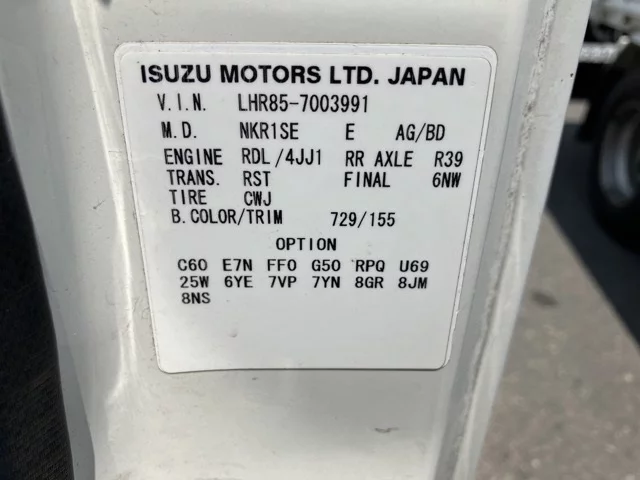 ISUZU MOTORS LTD. JAPAN
V.I.N. LHR85-7003991
M.D. NKR1SE E AG/BD
ENGINE RDL/4JJ1 RR AXLE R39
TRANS. RST FINAL 6NW
TIRE CWJ
B.COLOR/TRIM 729/155
OPTION
C60 E7N FF0 G50 RPQ U69
25W 6YE 7VP 7YN 8GR 8JM
8NS